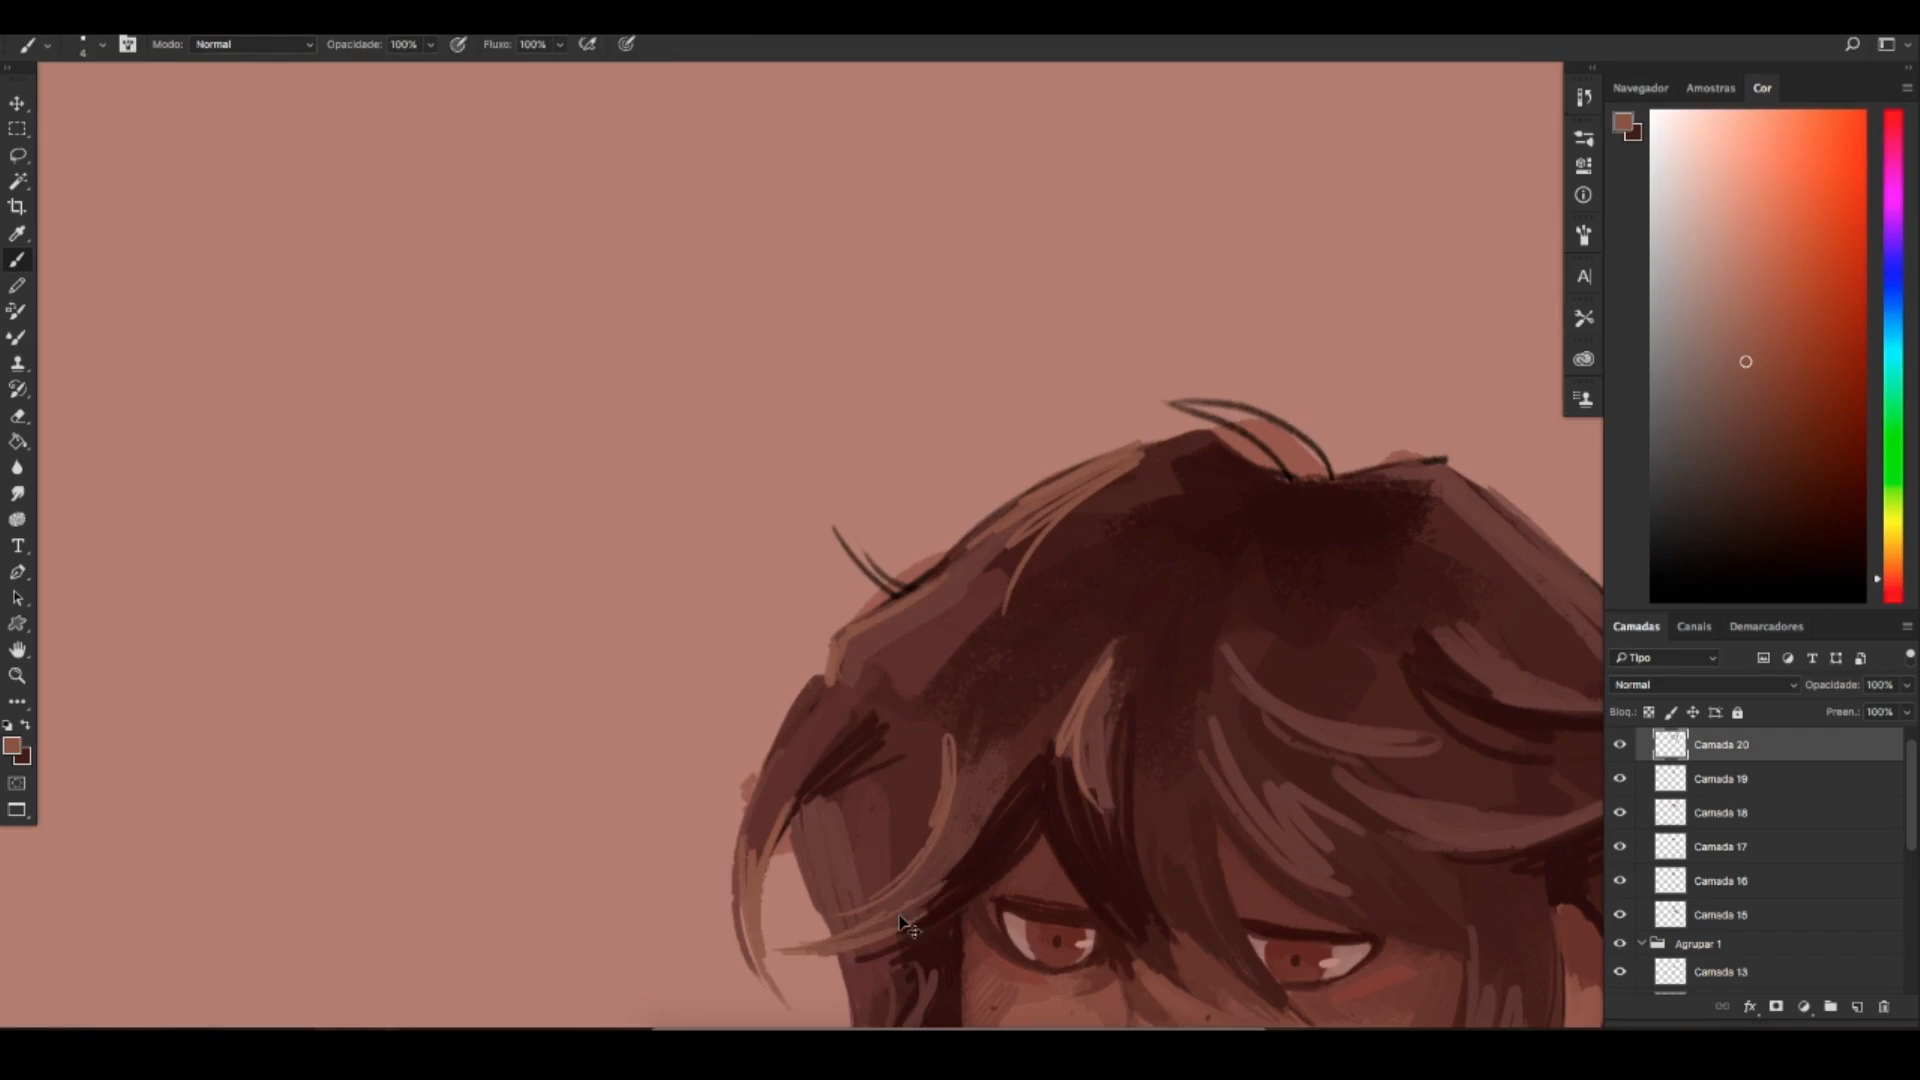 4 Modo: Normal Opacidade: 100% Fluxo: 100%
Navegador Amostras Cor
Camadas Canais Demarcadores
Tipo
Normal Opacidade: 100%
Bloq.: Preen.: 100%
Camada 20
Camada 19
Camada 18
Camada 17
Camada 16
Camada 15
Agrupar 1
Camada 13